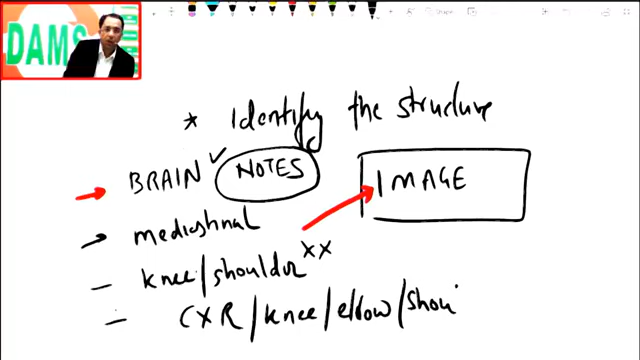 DAMS
* Identify the structure
BRAIN ✓ NOTES
IMAGE
→ mediastinal
- knee/shoulder xx
- CXR/knee/elbow/shou